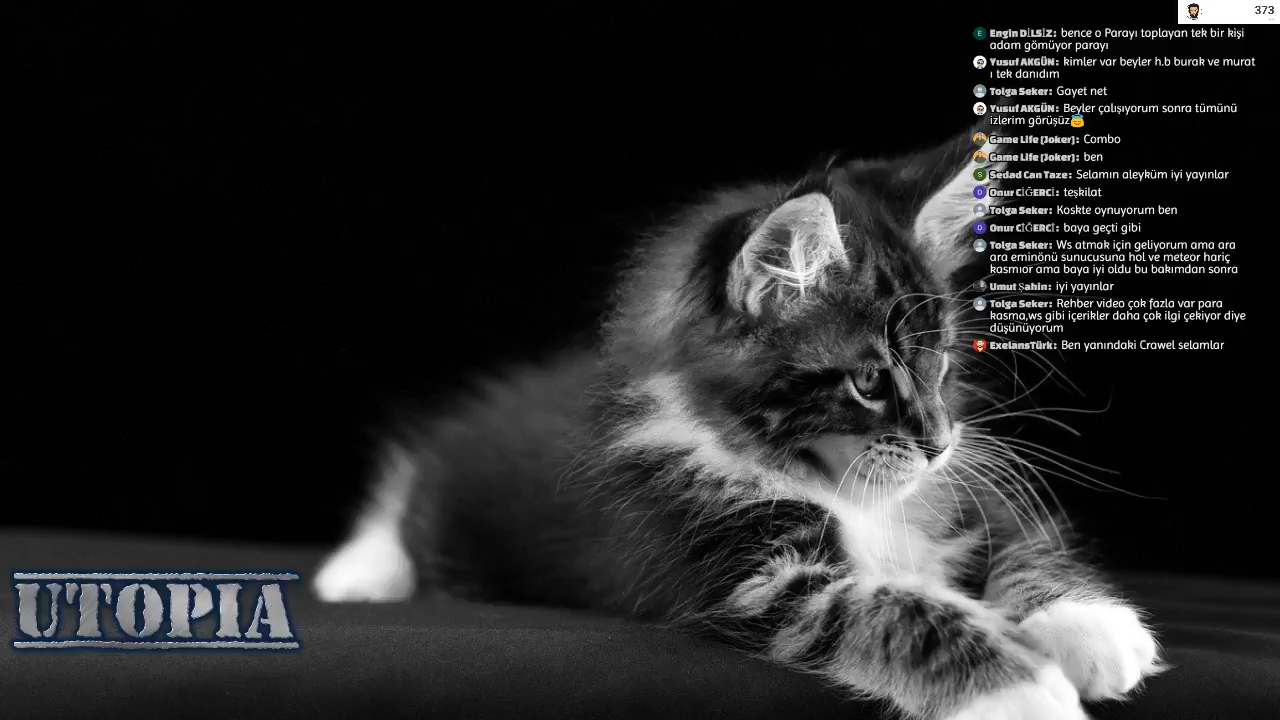 373
Engin DİLSİZ: bence o Parayı toplayan tek bir kişi
adam gömüyor parayı
Yusuf AKGÜN: kimler var beyler h.b burak ve murat
ı tek danıdım
Tolga Seker: Gayet net
Yusuf AKGÜN: Beyler çalışıyorum sonra tümünü
izlerim görüşüz😇
Game Life [Joker]: Combo
Game Life [Joker]: ben
Sedad Can Taze: Selamın aleyküm iyi yayınlar
Onur CİĞERCİ: teşkilat
Tolga Seker: Koskte oynuyorum ben
Onur CİĞERCİ: baya geçti gibi
Tolga Seker: Ws atmak için geliyorum ama ara
ara eminönü sunucusuna hol ve meteor hariç
kasmıor ama baya iyi oldu bu bakımdan sonra
Umut Şahin: iyi yayınlar
Tolga Seker: Rehber video çok fazla var para
kasma,ws gibi içerikler daha çok ilgi çekiyor diye
düşünüyorum
ExelansTürk: Ben yanındaki Crawel selamlar
UTOPIA